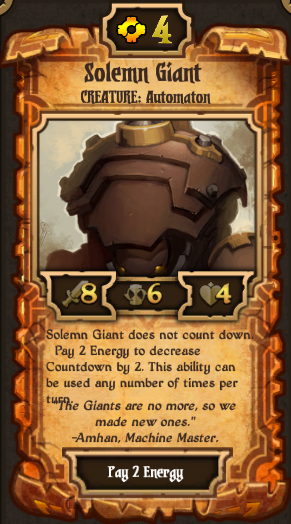 4
Solemn Giant
CREATURE: Automaton
8 6 4
Solemn Giant does not count down.
Pay 2 Energy to decrease
Countdown by 2. This ability can
be used any number of times per
turn.
"The Giants are no more, so we
made new ones."
-Amhan, Machine Master.
Pay 2 Energy